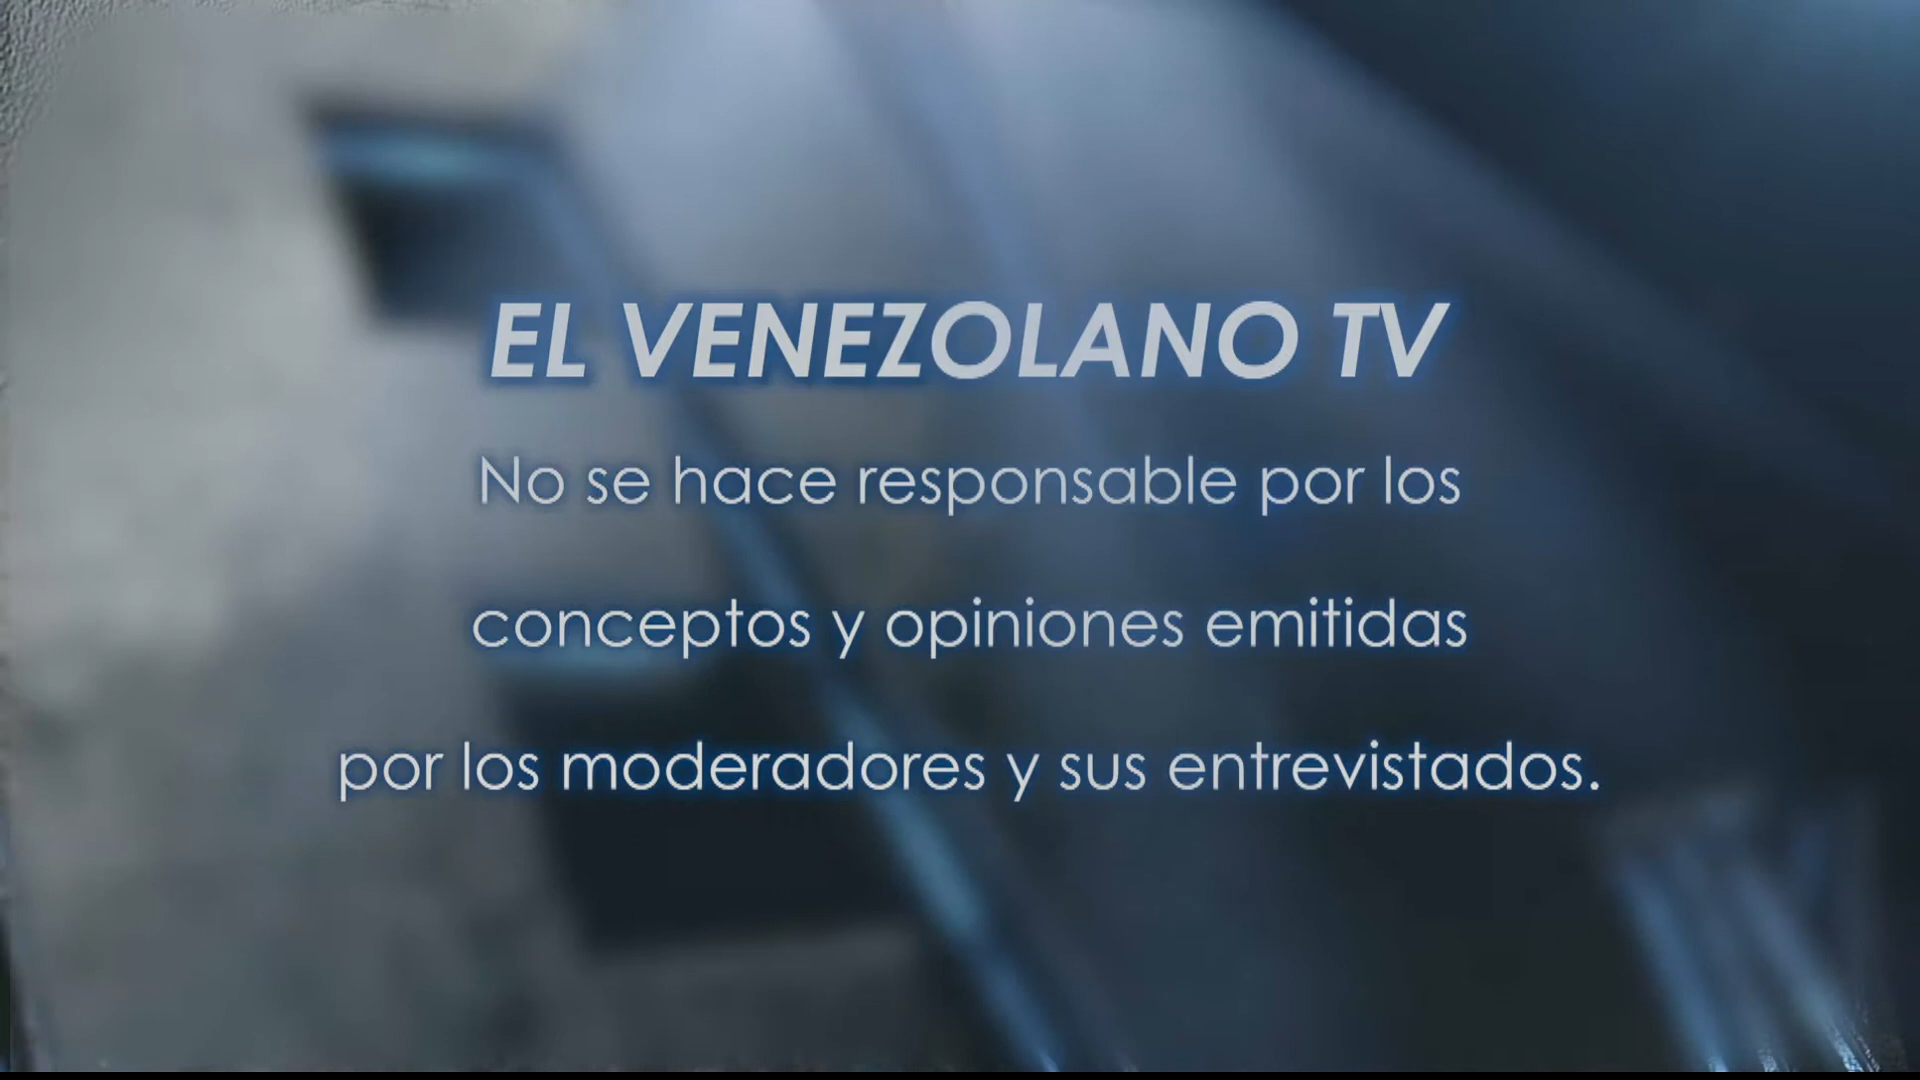 EL VENEZOLANO TV
No se hace responsable por los
conceptos y opiniones emitidas
por los moderadores y sus entrevistados.